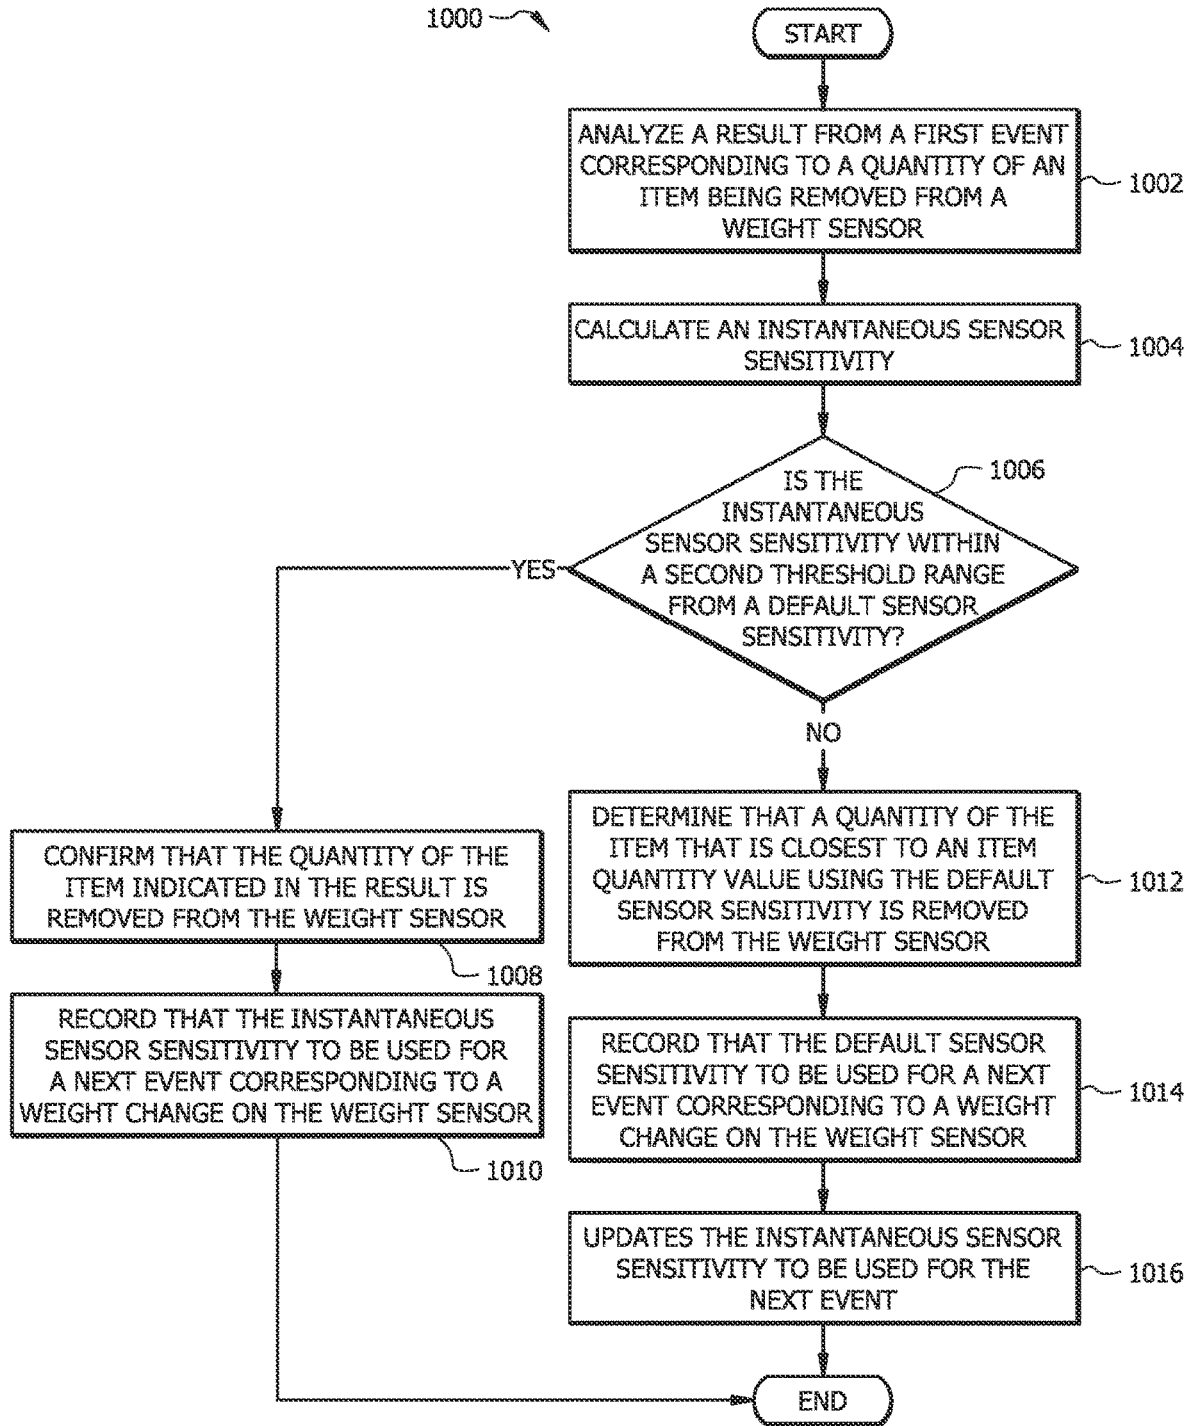 1000
START
ANALYZE A RESULT FROM A FIRST EVENT
CORRESPONDING TO A QUANTITY OF AN
ITEM BEING REMOVED FROM A
WEIGHT SENSOR
1002
CALCULATE AN INSTANTANEOUS SENSOR
SENSITIVITY
1004
IS THE
INSTANTANEOUS
SENSOR SENSITIVITY WITHIN
A SECOND THRESHOLD RANGE
FROM A DEFAULT SENSOR
SENSITIVITY?
1006
YES
NO
CONFIRM THAT THE QUANTITY OF THE
ITEM INDICATED IN THE RESULT IS
REMOVED FROM THE WEIGHT SENSOR
1008
RECORD THAT THE INSTANTANEOUS
SENSOR SENSITIVITY TO BE USED FOR
A NEXT EVENT CORRESPONDING TO A
WEIGHT CHANGE ON THE WEIGHT SENSOR
1010
DETERMINE THAT A QUANTITY OF THE
ITEM THAT IS CLOSEST TO AN ITEM
QUANTITY VALUE USING THE DEFAULT
SENSOR SENSITIVITY IS REMOVED
FROM THE WEIGHT SENSOR
1012
RECORD THAT THE DEFAULT SENSOR
SENSITIVITY TO BE USED FOR A NEXT
EVENT CORRESPONDING TO A WEIGHT
CHANGE ON THE WEIGHT SENSOR
1014
UPDATES THE INSTANTANEOUS SENSOR
SENSITIVITY TO BE USED FOR THE
NEXT EVENT
1016
END